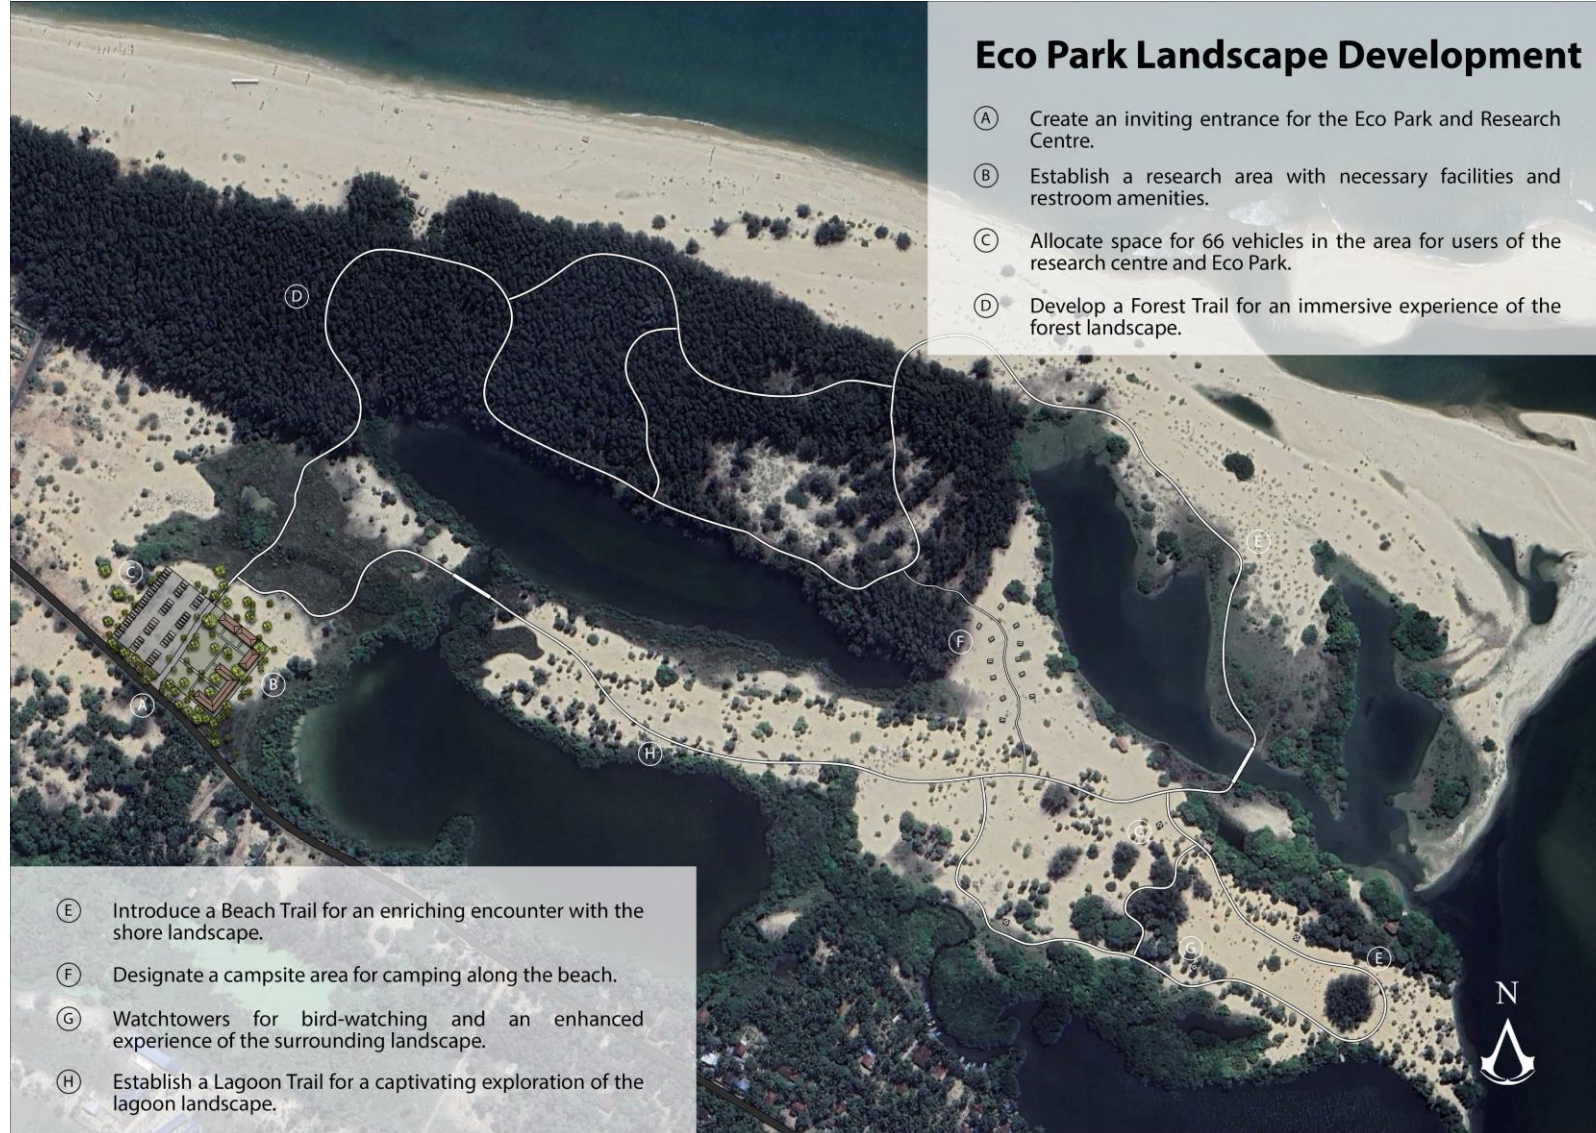 Eco Park Landscape Development
A Create an inviting entrance for the Eco Park and Research
Centre.
B Establish a research area with necessary facilities and
restroom amenities.
C Allocate space for 66 vehicles in the area for users of the
research centre and Eco Park.
D Develop a Forest Trail for an immersive experience of the
forest landscape.
D
E
C
F
B
A
H
G
G
E
E Introduce a Beach Trail for an enriching encounter with the
shore landscape.
F Designate a campsite area for camping along the beach.
G Watchtowers for bird-watching and an enhanced
experience of the surrounding landscape.
H Establish a Lagoon Trail for a captivating exploration of the
lagoon landscape.
N